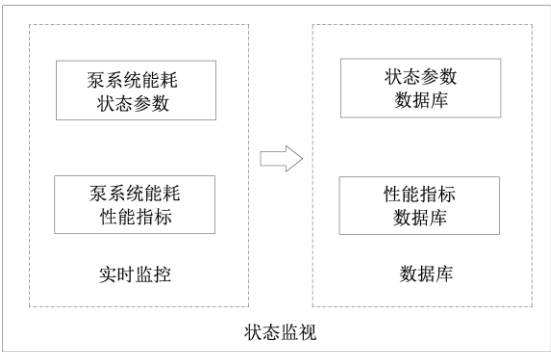 泵系统能耗
状态参数
泵系统能耗
性能指标
实时监控
状态参数
数据库
性能指标
数据库
数据库
状态监视